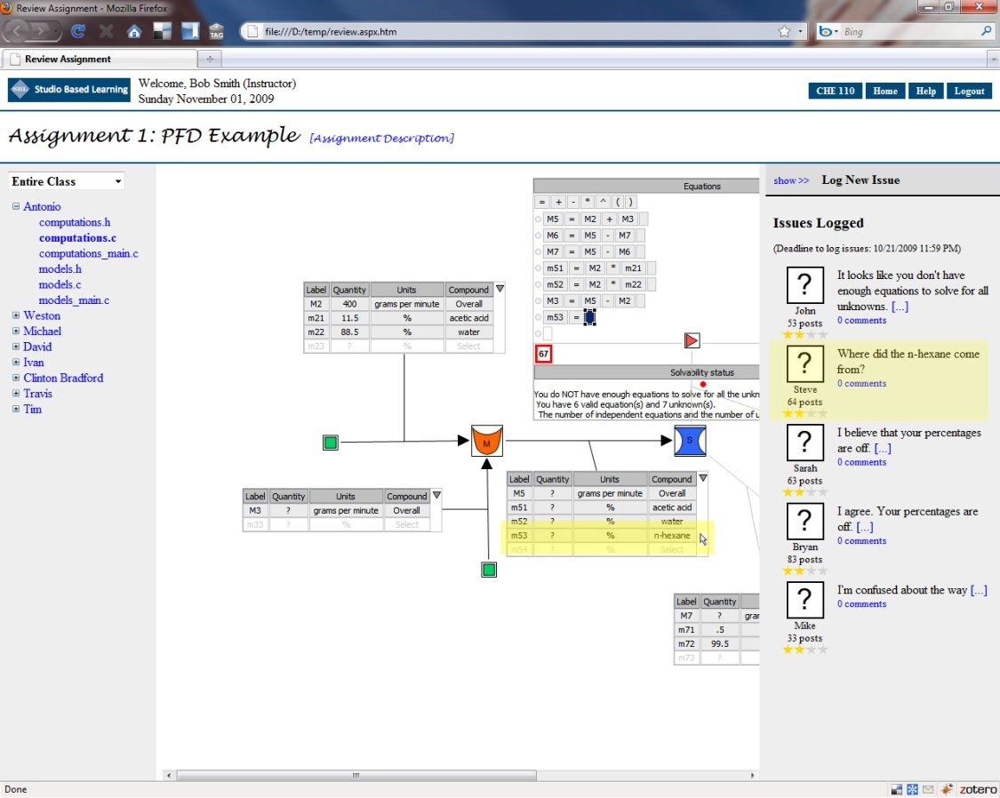 Review Assignment - Mozilla Firefox
TAG
file:///D:/temp/review.aspx.htm
Bing
Review Assignment
SBL Studio Based Learning
Welcome, Bob Smith (Instructor)
Sunday November 01, 2009
CHE 110 Home Help Logout
Assignment 1: PFD Example [Assignment Description]
Entire Class
Antonio
computations.h
computations.c
computations_main.c
models.h
models.c
models_main.c
Weston
Michael
David
Ivan
Clinton Bradford
Travis
Tim
Equations
= + - * ^ ( )
M5 = M2 + M3
M6 = M5 - M7
M7 = M5 - M6
m51 = M2 * m21
m52 = M2 * m22
M3 = M5 - M2
m53 =
67
Solvability status
You do NOT have enough equations to solve for all the unkn
You have 6 valid equation(s) and 7 unknown(s).
The number of independent equations and the number of u
Label Quantity Units Compound
M2 400 grams per minute Overall
m21 11.5 % acetic acid
m22 88.5 % water
m23 ? % Select
M
S
Label Quantity Units Compound
M3 ? grams per minute Overall
m33 ? % Select
Label Quantity Units Compound
M5 ? grams per minute Overall
m51 ? % acetic acid
m52 ? % water
m53 ? % n-hexane
m54 ? % Select
Label Quantity
M7 ? grar
m71 .5
m72 99.5
m73 ?
show >> Log New Issue
Issues Logged
(Deadline to log issues: 10/21/2009 11:59 PM)
?
John
53 posts
It looks like you don't have
enough equations to solve for all
unknowns. [...]
0 comments
?
Steve
64 posts
Where did the n-hexane come
from?
0 comments
?
Sarah
63 posts
I believe that your percentages
are off. [...]
0 comments
?
Bryan
83 posts
I agree. Your percentages are
off. [...]
0 comments
?
Mike
33 posts
I'm confused about the way [...]
0 comments
Done
zotero